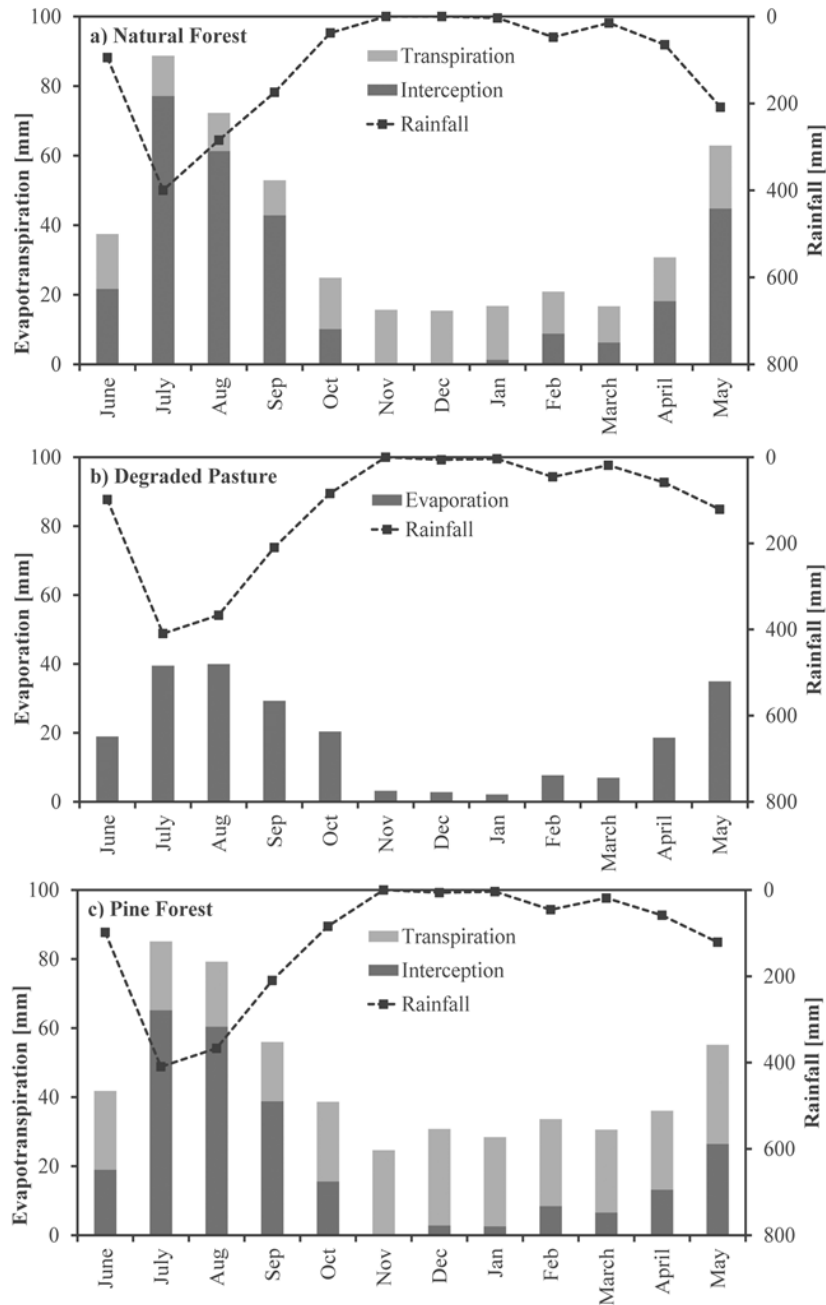 a) Natural Forest
Transpiration
Interception
Rainfall
Evapotranspiration [mm]
100
80
60
40
20
0
0
200
400
600
800
Rainfall [mm]
June
July
Aug
Sep
Oct
Nov
Dec
Jan
Feb
March
April
May
b) Degraded Pasture
Evaporation
Rainfall
Evaporation [mm]
100
80
60
40
20
0
0
200
400
600
800
Rainfall [mm]
June
July
Aug
Sep
Oct
Nov
Dec
Jan
Feb
March
April
May
c) Pine Forest
Transpiration
Interception
Rainfall
Evapotranspiration [mm]
100
80
60
40
20
0
0
200
400
600
800
Rainfall [mm]
June
July
Aug
Sep
Oct
Nov
Dec
Jan
Feb
March
April
May